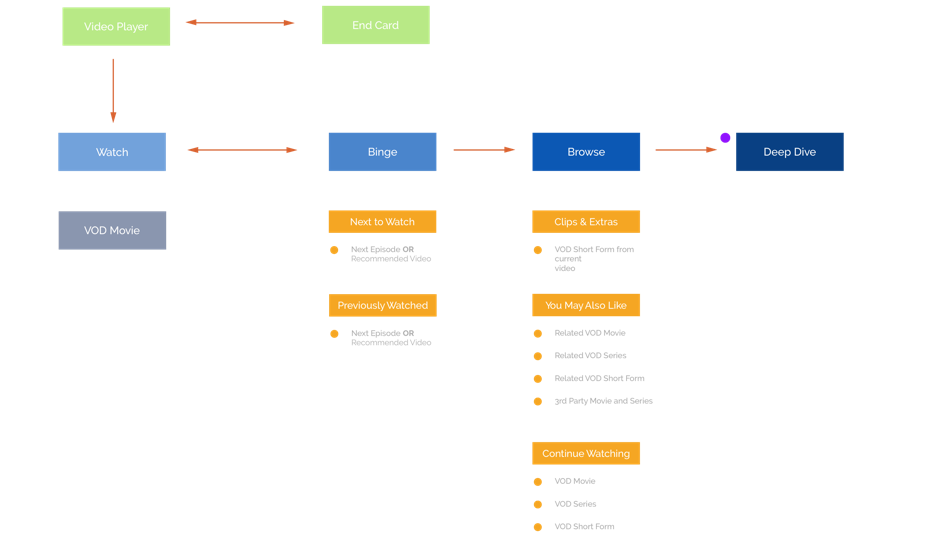 Video Player
End Card
Watch
Binge
Browse
Deep Dive
VOD Movie
Next to Watch
Next Episode OR
Recommended Video
Previously Watched
Next Episode OR
Recommended Video
Clips & Extras
VOD Short Form from
current
video
You May Also Like
Related VOD Movie
Related VOD Series
Related VOD Short Form
3rd Party Movie and Series
Continue Watching
VOD Movie
VOD Series
VOD Short Form